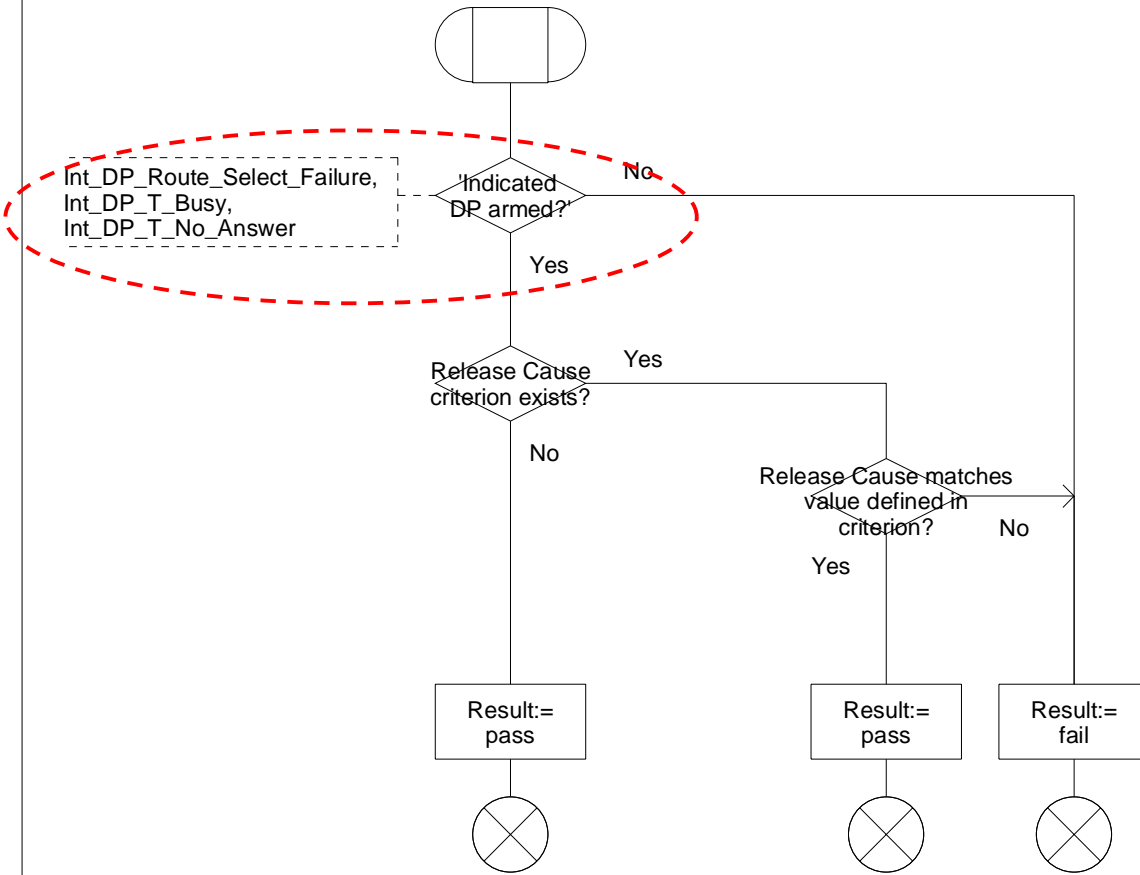 Int_DP_Route_Select_Failure,
Int_DP_T_Busy,
Int_DP_T_No_Answer
'Indicated
DP armed?'
No
Yes
Release Cause
criterion exists?
Yes
No
Release Cause matches
value defined in
criterion?
No
Yes
Result:=
pass
Result:=
pass
Result:=
fail